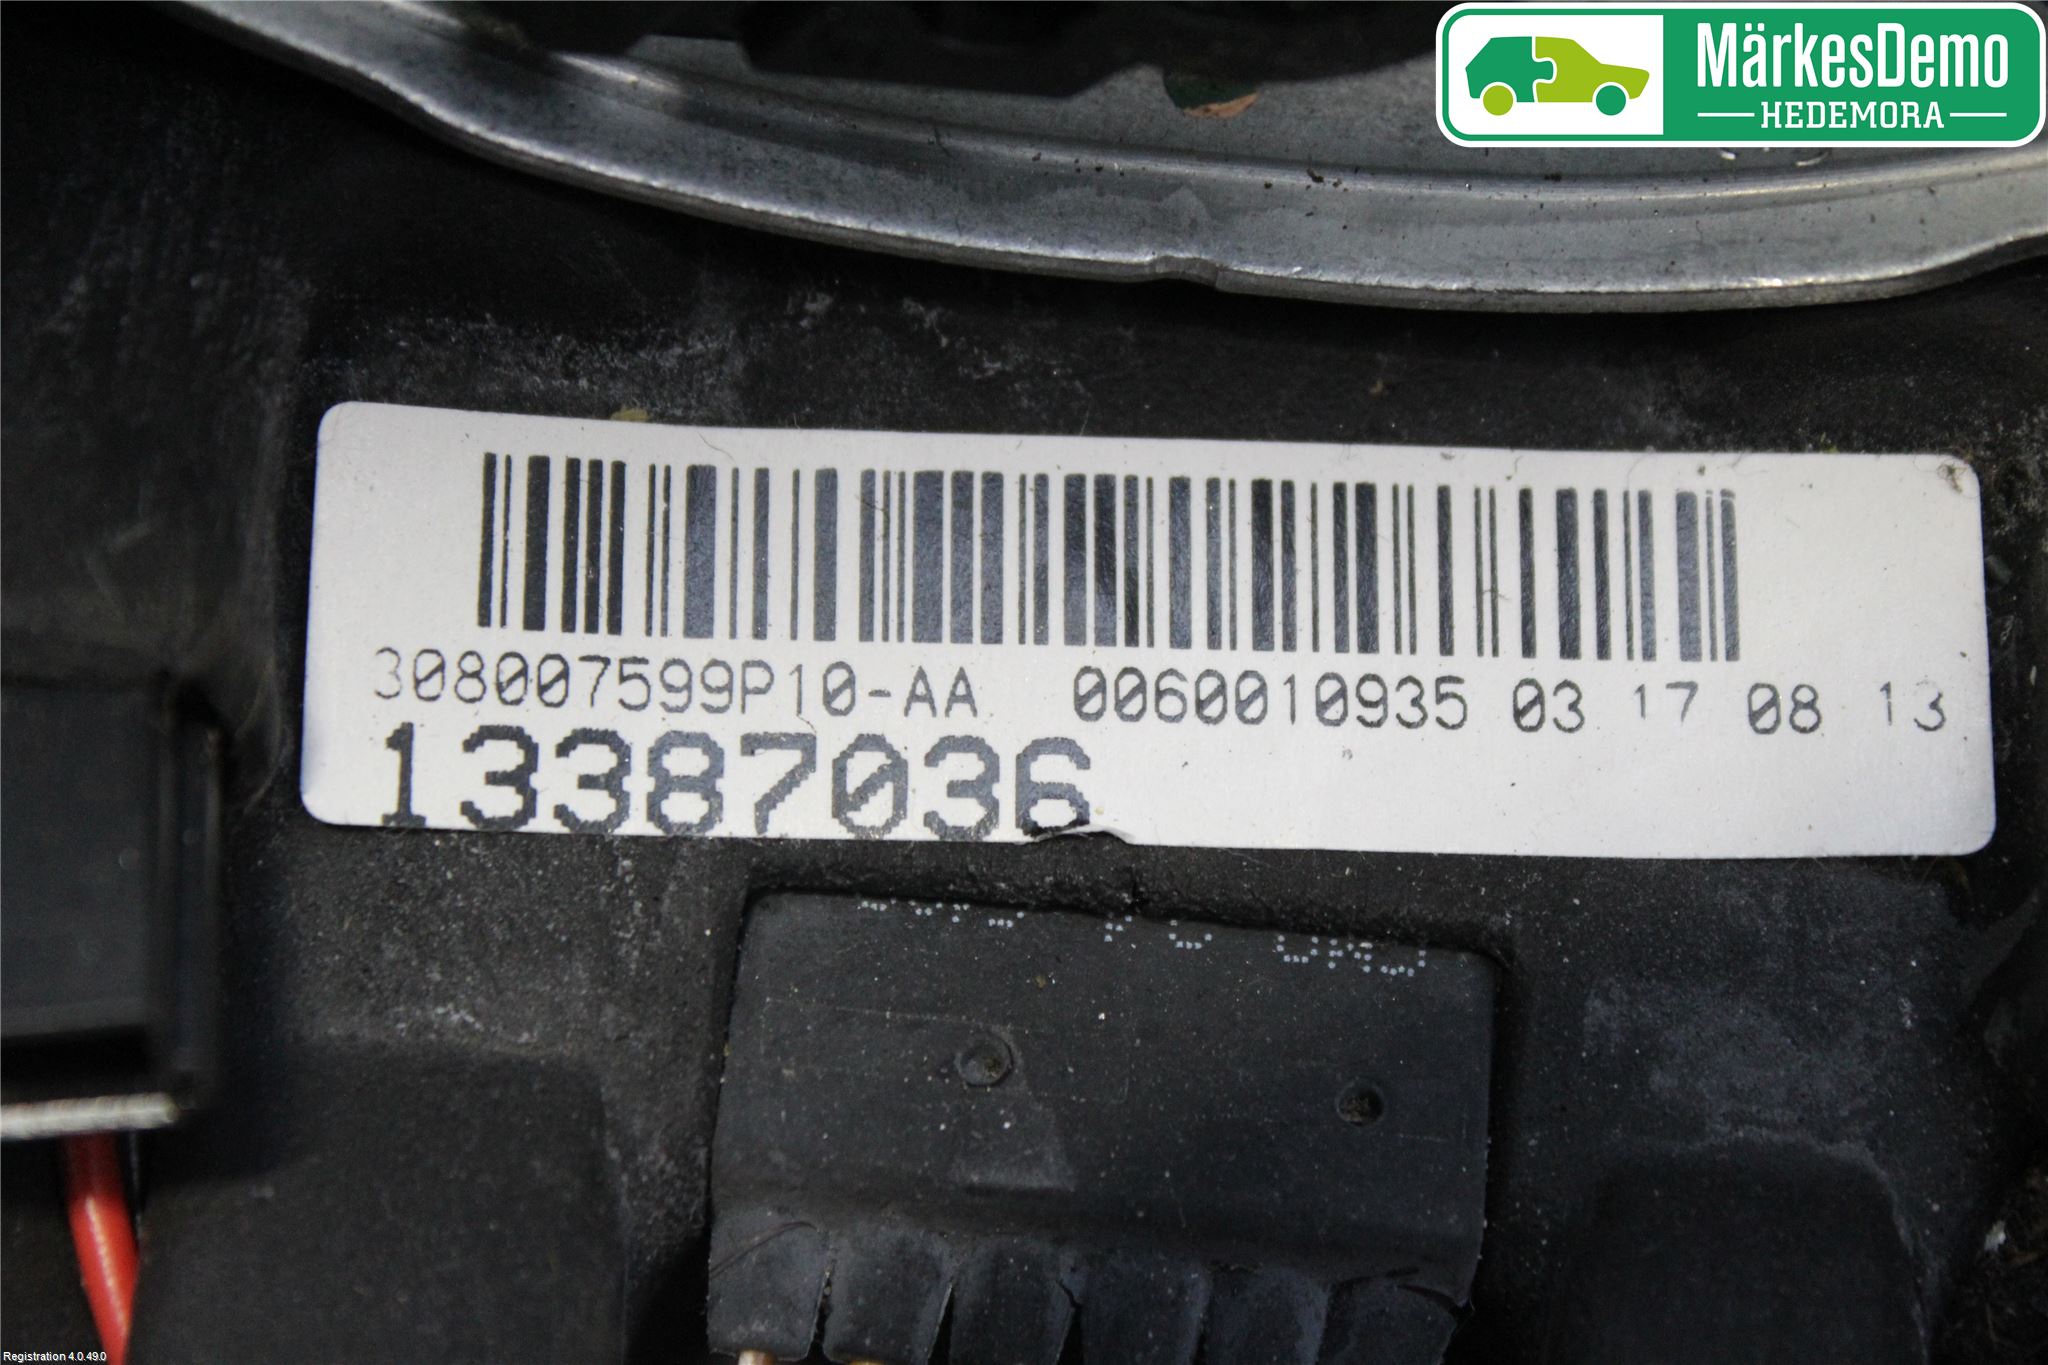 MärkesDemo
HEDEMORA
308007599P10-AA 0060010935 03 17 08 13
13387036
Registration 4.0.49.0